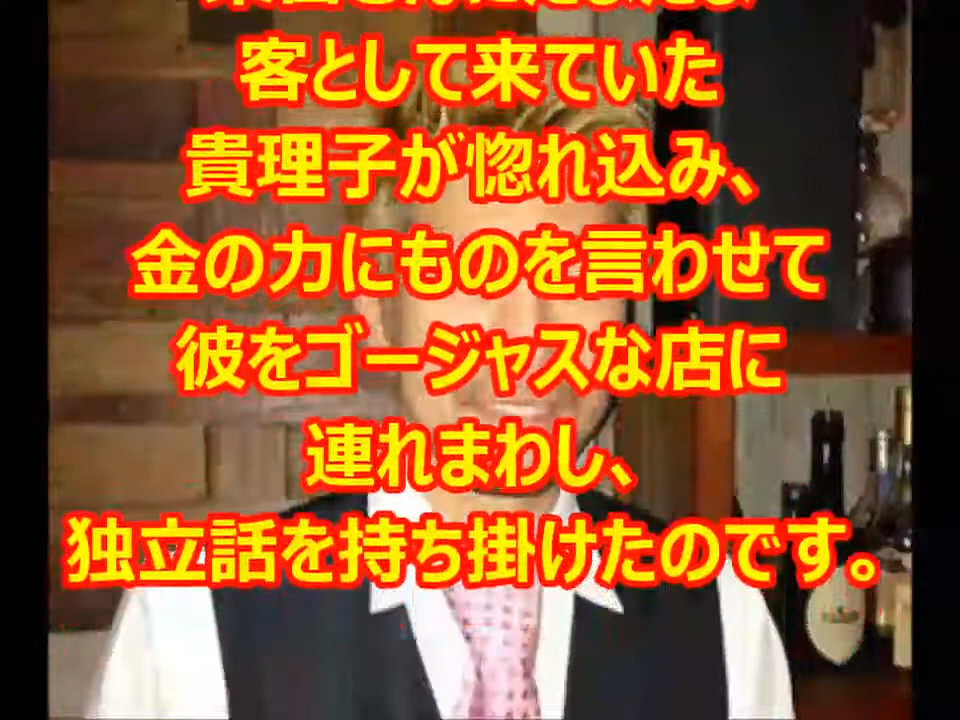 客として来ていた
貴理子が惚れ込み、
金の力にものを言わせて
彼をゴージャスな店に
連れまわし、
独立話を持ち掛けたのです。